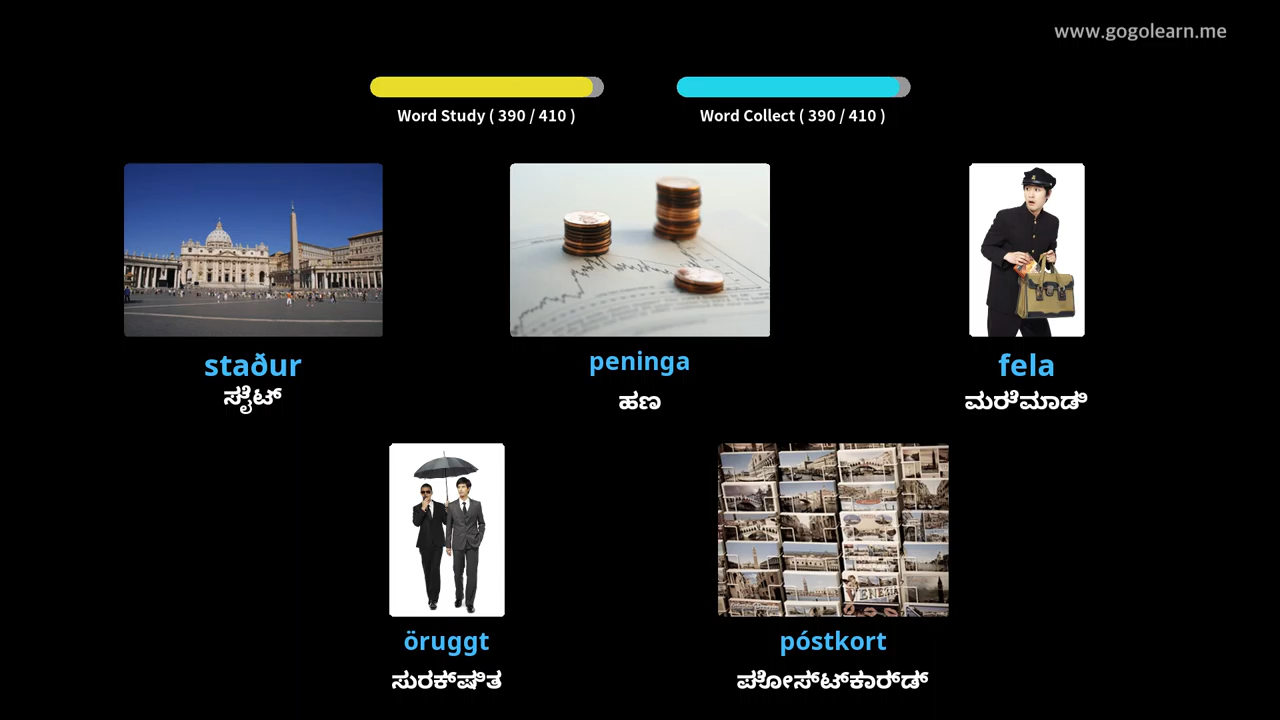 www.gogolearn.me
Word Study ( 390 / 410 )
Word Collect ( 390 / 410 )
staður
peninga
fela
ಸೈಟ್
ಹಣ
ಮರೆಮಾಡಿ
öruggt
póstkort
ಸುರಕ್ಷಿತ
ಪೋಸ್ಟ್‌ಕಾರ್ಡ್